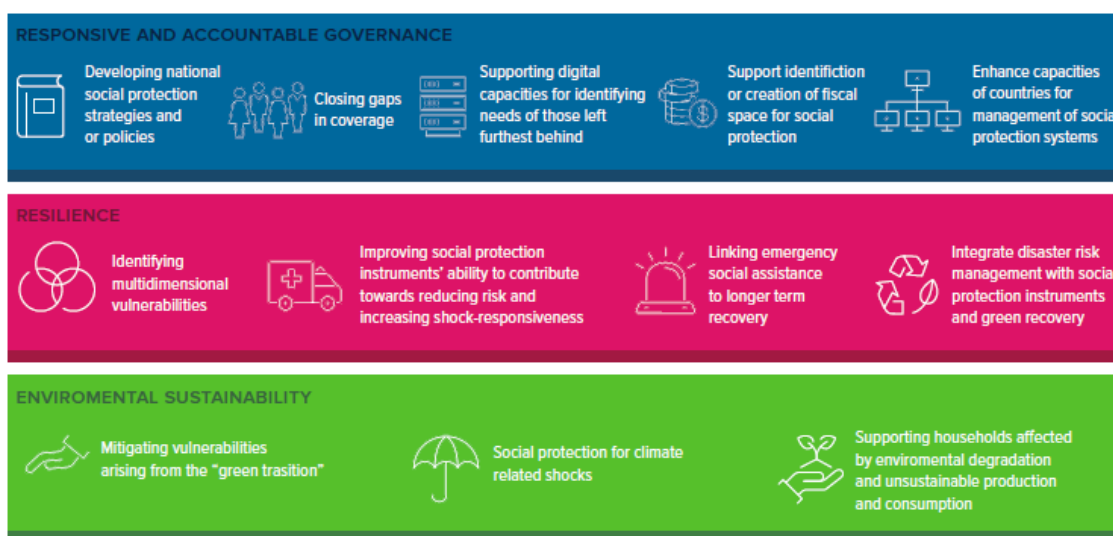 RESPONSIVE AND ACCOUNTABLE GOVERNANCE
Developing national
social protection
strategies and
or policies
Closing gaps
in coverage
Supporting digital
capacities for identifying
needs of those left
furthest behind
Support identifiction
or creation of fiscal
space for social
protection
Enhance capacities
of countries for
management of social
protection systems
RESILIENCE
Identifying
multidimensional
vulnerabilities
Improving social protection
instruments’ ability to contribute
towards reducing risk and
increasing shock-responsiveness
Linking emergency
social assistance
to longer term
recovery
Integrate disaster risk
management with social
protection instruments
and green recovery
ENVIROMENTAL SUSTAINABILITY
Mitigating vulnerabilities
arising from the “green trasition”
Social protection for climate
related shocks
Supporting households affected
by enviromental degradation
and unsustainable production
and consumption